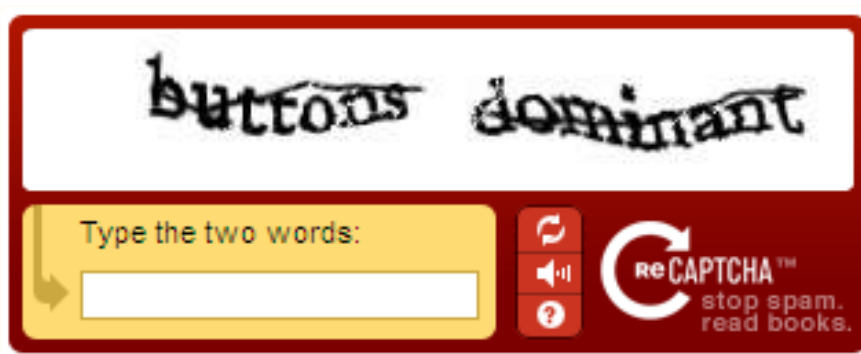 buttons dominant
Type the two words:
reCAPTCHA™
stop spam.
read books.